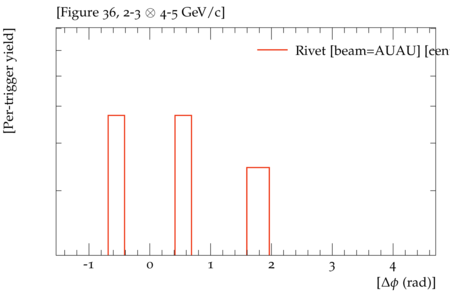 [Figure 36, 2-3 ⊗ 4-5 GeV/c]
[Per-trigger yield]
Rivet [beam=AUAU] [cen
-1 0 1 2 3 4
[Δϕ (rad)]